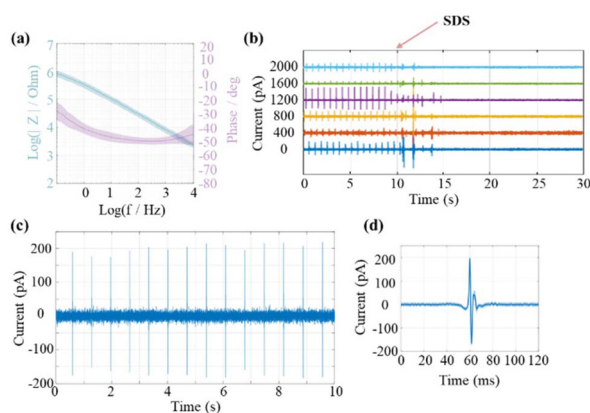 SDS
(a)
7
6
5
4
3
2
Log(| Z | / Ohm)
20
10
0
-10
-20
-30
-40
-50
-60
-70
-80
Phase / deg
0 1 2 3 4
Log(f / Hz)
(b)
2000
1600
1200
800
400
0
Current (pA)
0 5 10 15 20 25 30
Time (s)
(c)
200
100
0
-100
-200
Current (pA)
0 1 2 3 4 5 6 7 8 9 10
Time (s)
(d)
200
100
0
-100
-200
Current (pA)
0 20 40 60 80 100 120
Time (ms)